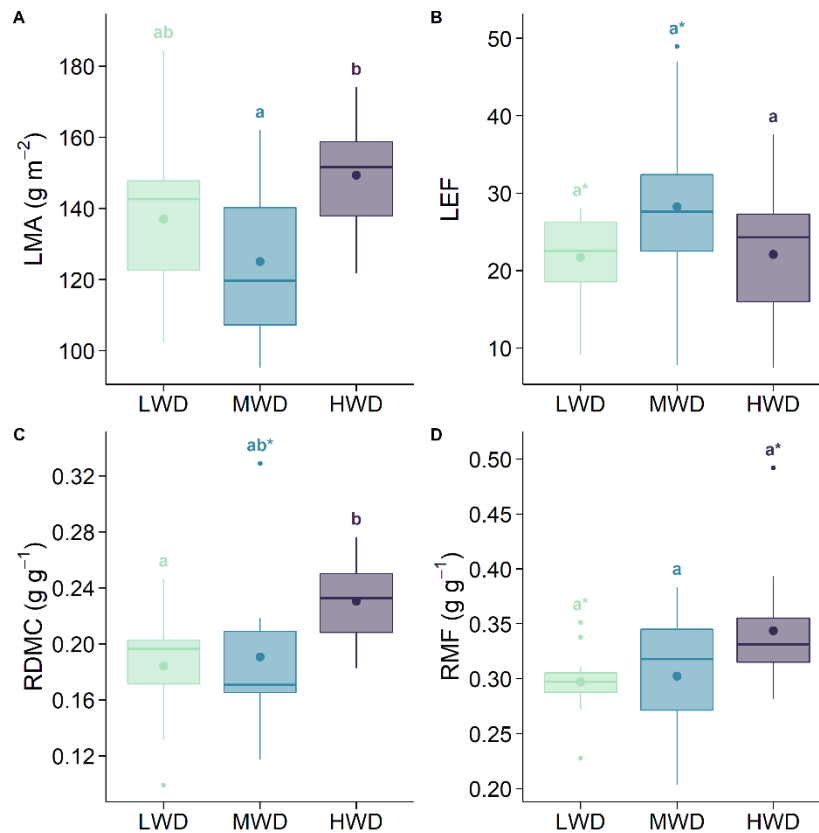 A
ab
a
b
LMA (g m⁻²)
180
160
140
120
100
LWD MWD HWD
B
a*
a*
a
LEF
50
40
30
20
10
LWD MWD HWD
C
a
ab*
b
RDMC (g g⁻¹)
0.32
0.28
0.24
0.20
0.16
0.12
LWD MWD HWD
D
a*
a
a*
RMF (g g⁻¹)
0.50
0.45
0.40
0.35
0.30
0.25
0.20
LWD MWD HWD